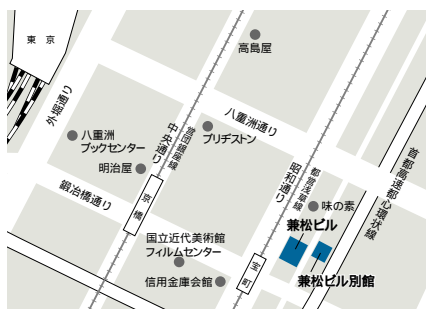 東 京
高島屋
外堀通り
八重洲通り
八重洲
ブックセンター
中央通り
営団銀座線
ブリヂストン
昭和通り
都営浅草線
首都高速都心環状線
明治屋
鍛冶橋通り
京橋
味の素
兼松ビル
国立近代美術館
フィルムセンター
宝町
兼松ビル別館
信用金庫会館